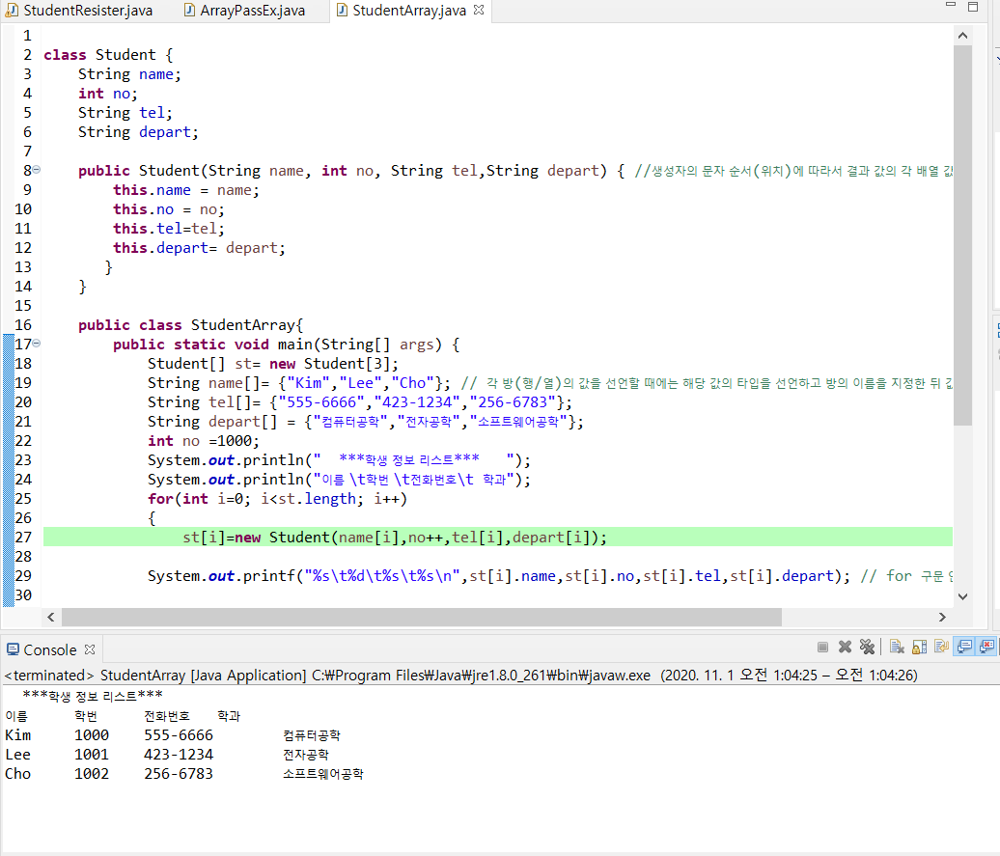 StudentResister.java ArrayPassEx.java StudentArray.java
1
2 class Student {
3 String name;
4 int no;
5 String tel;
6 String depart;
7
8 public Student(String name, int no, String tel,String depart) { //생성자의 문자 순서(위치)에 따라서 결과 값의 각 배열 값
9 this.name = name;
10 this.no = no;
11 this.tel=tel;
12 this.depart= depart;
13 }
14 }
15
16 public class StudentArray{
17 public static void main(String[] args) {
18 Student[] st= new Student[3];
19 String name[]= {"Kim","Lee","Cho"}; // 각 방(행/열)의 값을 선언할 때에는 해당 값의 타입을 선언하고 방의 이름을 지정한 뒤 값
20 String tel[]= {"555-6666","423-1234","256-6783"};
21 String depart[] = {"컴퓨터공학","전자공학","소프트웨어공학"};
22 int no =1000;
23 System.out.println("  ***학생 정보 리스트***   ");
24 System.out.println("이름 \t학번 \t전화번호\t 학과");
25 for(int i=0; i<st.length; i++)
26 {
27 st[i]=new Student(name[i],no++,tel[i],depart[i]);
28
29 System.out.printf("%s\t%d\t%s\t%s\n",st[i].name,st[i].no,st[i].tel,st[i].depart); // for 구문
30
Console
<terminated> StudentArray [Java Application] C:₩Program Files₩Java₩jre1.8.0_261₩bin₩javaw.exe (2020. 11. 1 오전 1:04:25 – 오전 1:04:26)
***학생 정보 리스트***
이름 학번 전화번호 학과
Kim 1000 555-6666 컴퓨터공학
Lee 1001 423-1234 전자공학
Cho 1002 256-6783 소프트웨어공학